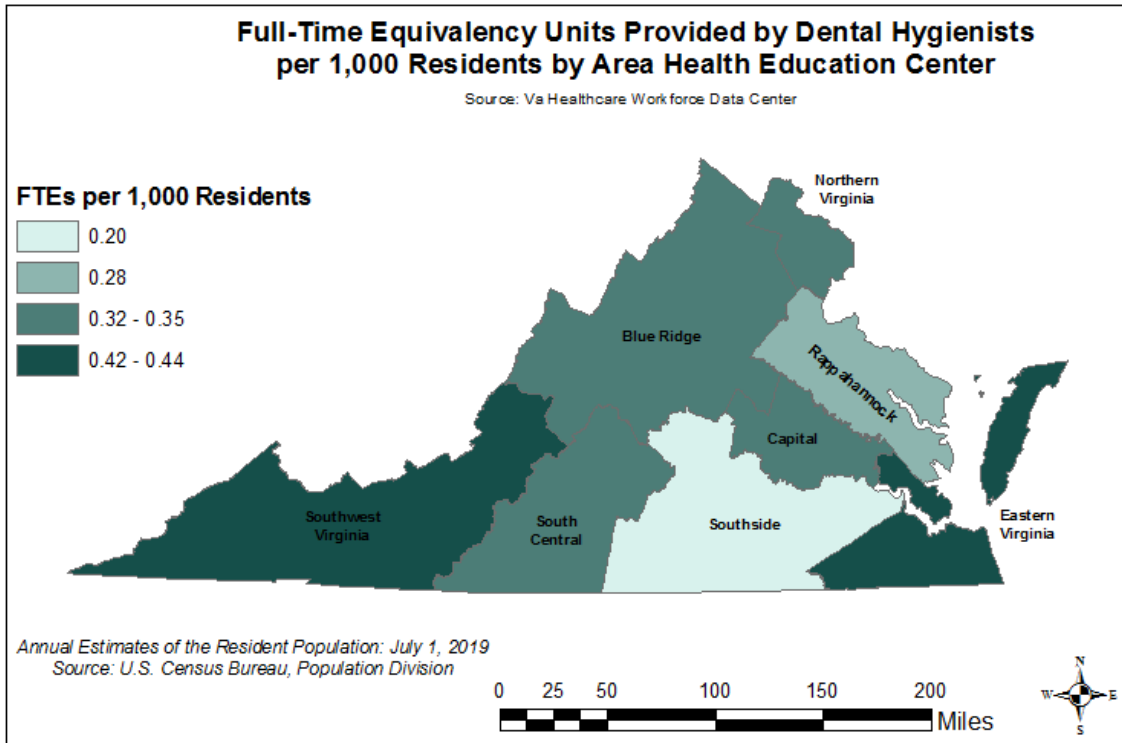 Full-Time Equivalency Units Provided by Dental Hygienists
per 1,000 Residents by Area Health Education Center
Source: Va Healthcare Workforce Data Center
FTEs per 1,000 Residents
0.20
0.28
0.32 - 0.35
0.42 - 0.44
Northern
Virginia
Blue Ridge
Rappahannock
Capital
Southwest
Virginia
South
Central
Southside
Eastern
Virginia
Annual Estimates of the Resident Population: July 1, 2019
Source: U.S. Census Bureau, Population Division
0 25 50 100 150 200
Miles
N
W E
S